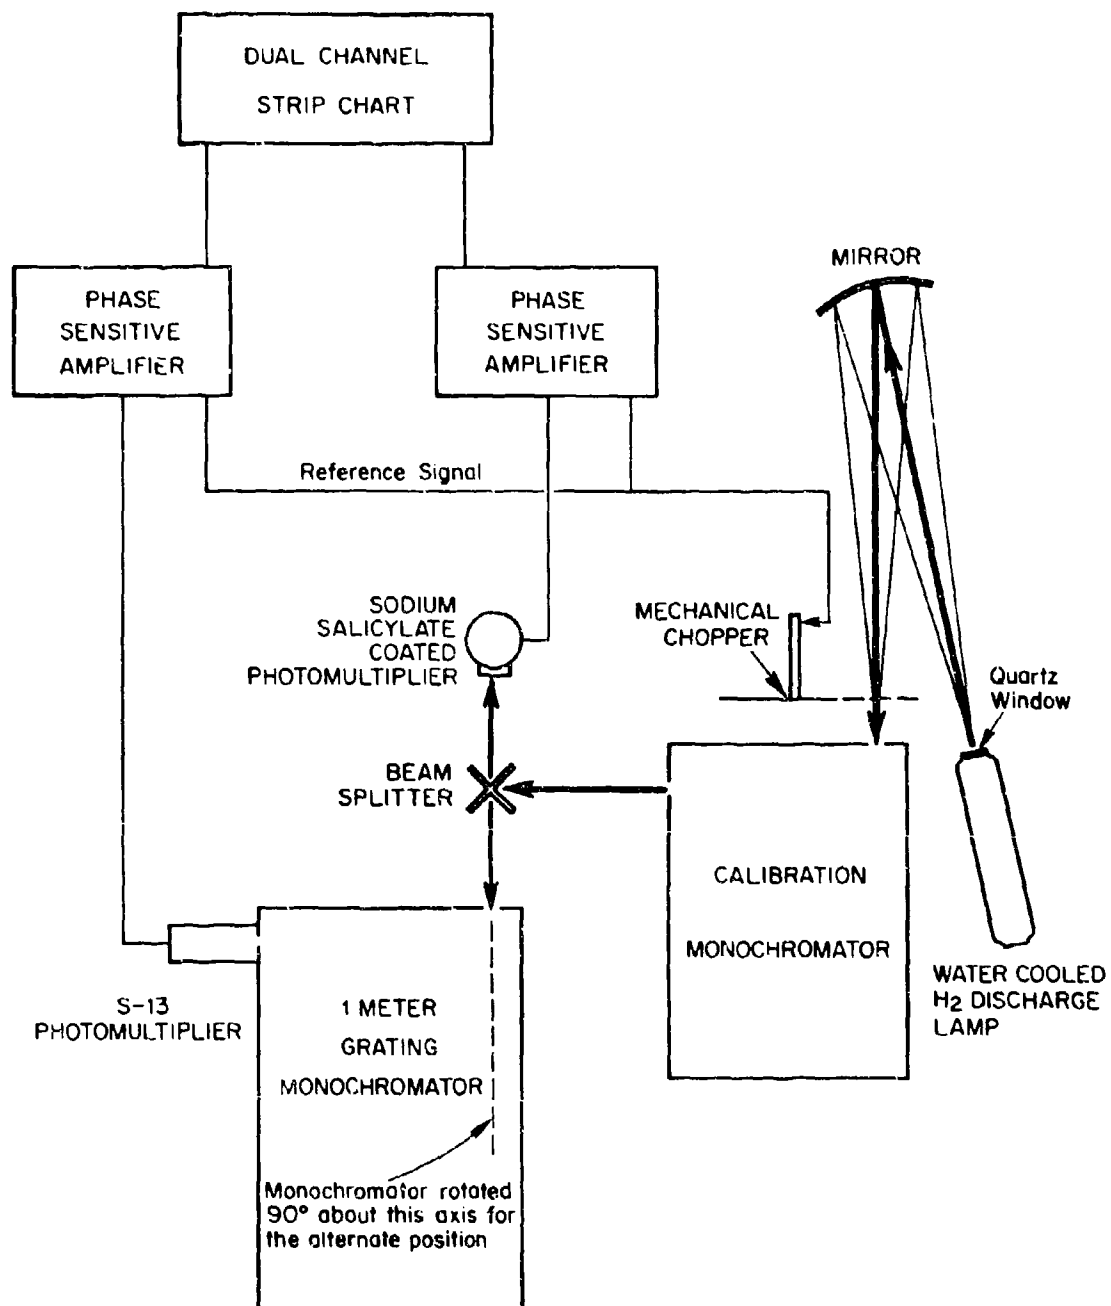 DUAL CHANNEL
STRIP CHART
MIRROR
PHASE
SENSITIVE
AMPLIFIER
PHASE
SENSITIVE
AMPLIFIER
Reference Signal
SODIUM
SALICYLATE
COATED
PHOTOMULTIPLIER
MECHANICAL
CHOPPER
Quartz
Window
BEAM
SPLITTER
CALIBRATION
MONOCHROMATOR
S-13
PHOTOMULTIPLIER
1 METER
GRATING
MONOCHROMATOR
WATER COOLED
H2 DISCHARGE
LAMP
Monochromator rotated
90° about this axis for
the alternate position